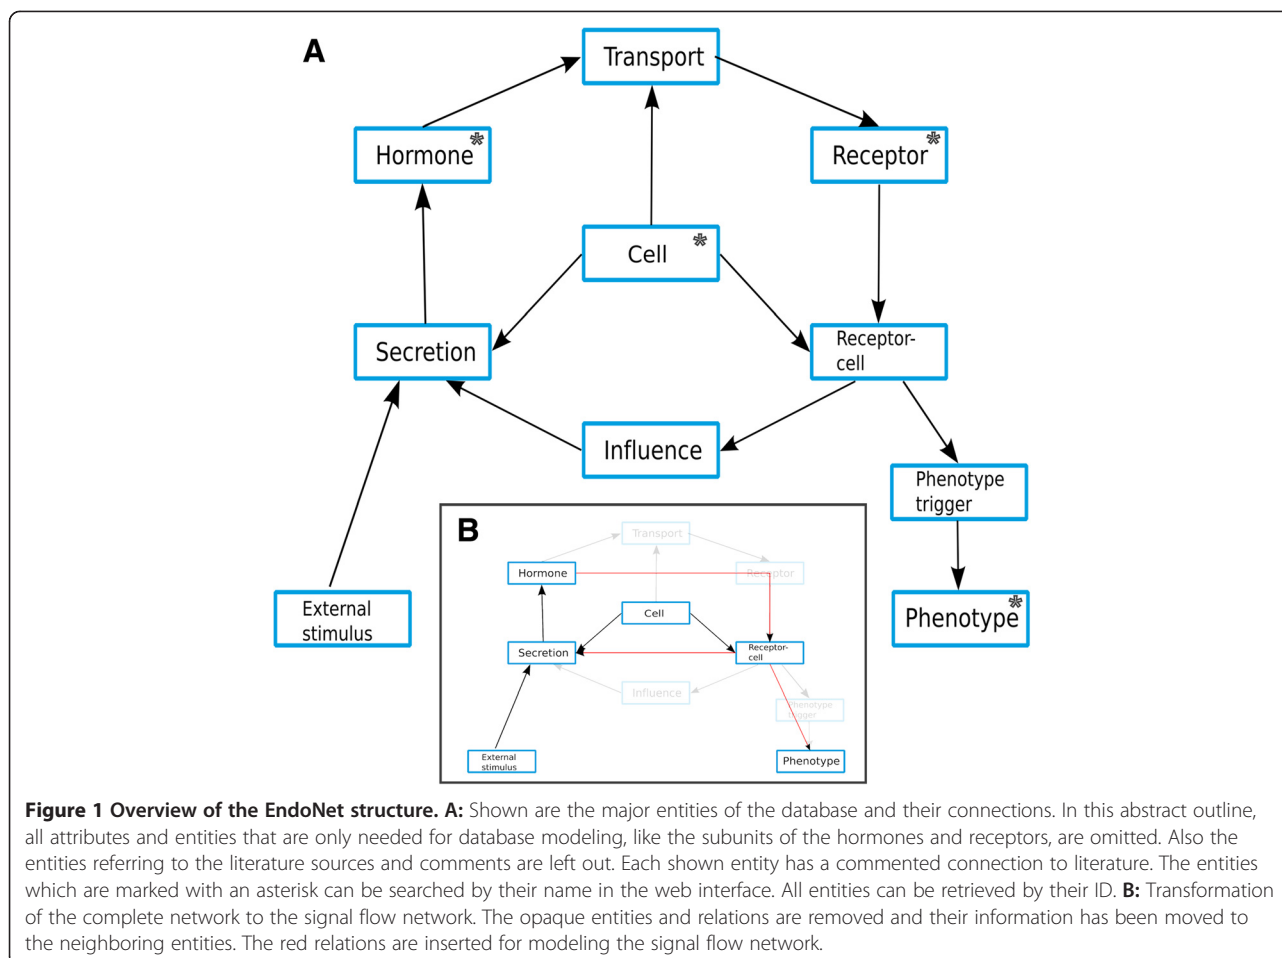 A
Transport
Hormone*
Receptor*
Cell *
Secretion
Receptor-
cell
Influence
Phenotype
trigger
External
stimulus
Phenotype*
B
Transport
Hormone
Receptor
Cell
Secretion
Receptor-
cell
Influence
Phenotype
trigger
External
stimulus
Phenotype
Figure 1 Overview of the EndoNet structure. A: Shown are the major entities of the database and their connections. In this abstract outline,
all attributes and entities that are only needed for database modeling, like the subunits of the hormones and receptors, are omitted. Also the
entities referring to the literature sources and comments are left out. Each shown entity has a commented connection to literature. The entities
which are marked with an asterisk can be searched by their name in the web interface. All entities can be retrieved by their ID. B: Transformation
of the complete network to the signal flow network. The opaque entities and relations are removed and their information has been moved to
the neighboring entities. The red relations are inserted for modeling the signal flow network.